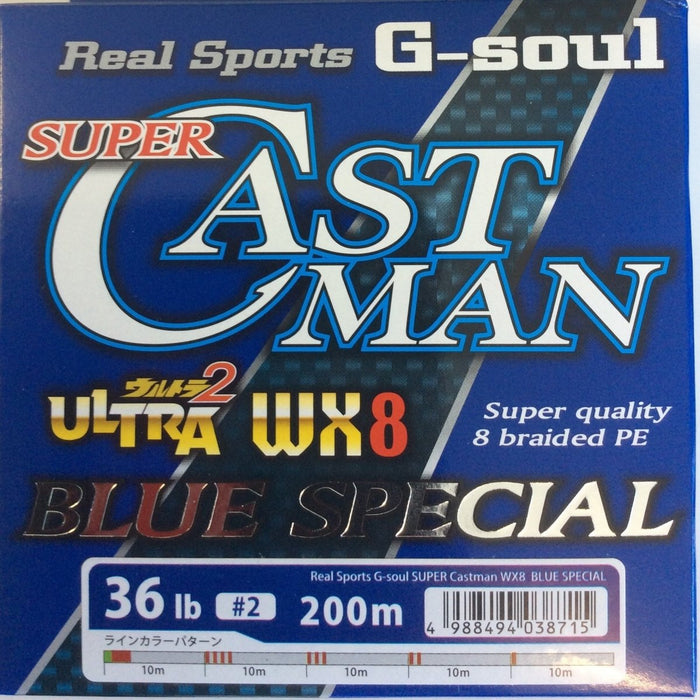 Real Sports G-soul
SUPER
CASTMAN
ウルトラ2
ULTRA WX8
Super quality
8 braided PE
BLUE SPECIAL
Real Sports G-soul SUPER Castman WX8 BLUE SPECIAL
36 lb #2 200m
4 988494 038715
ラインカラーパターン
10m 10m 10m 10m 10m